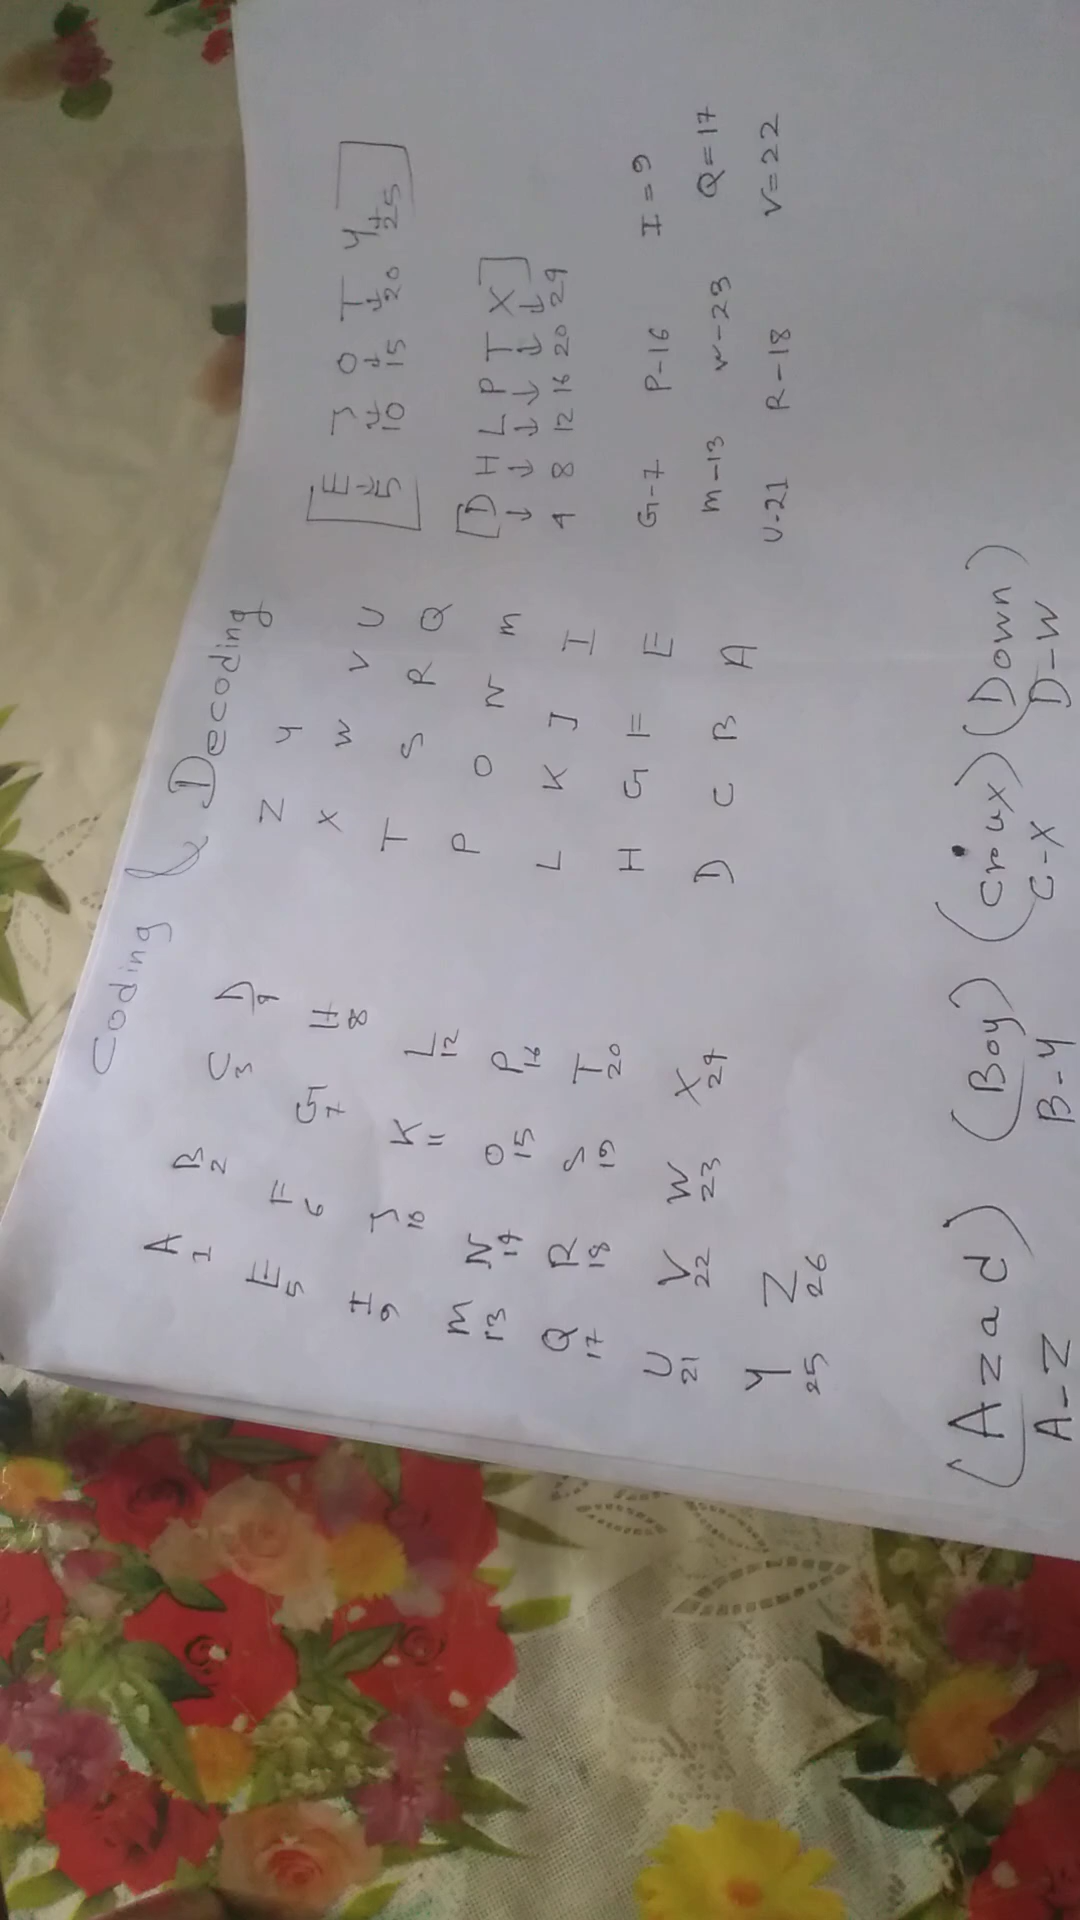 Coding & Decoding
A B C D
1 2 3 4
E F G H
5 6 7 8
I J K L
9 10 11 12
M N O P
13 14 15 16
Q R S T
17 18 19 20
U V W X
21 22 23 24
Y Z
25 26
Z Y
X W V U
T S R Q
P O N M
L K J I
H G F E
D C B A
[E J O T Y]
↓ ↓ ↓ ↓ ↓
5 10 15 20 25
[D H L P T X]
↓ ↓ ↓ ↓ ↓ ↓
4 8 12 16 20 24
G-7 P-16 I=9
M-13 W-23 Q=17
U-21 R-18 V=22
(Azad) (Boy) (Croux) (Down)
A-Z B-Y C-X D-W